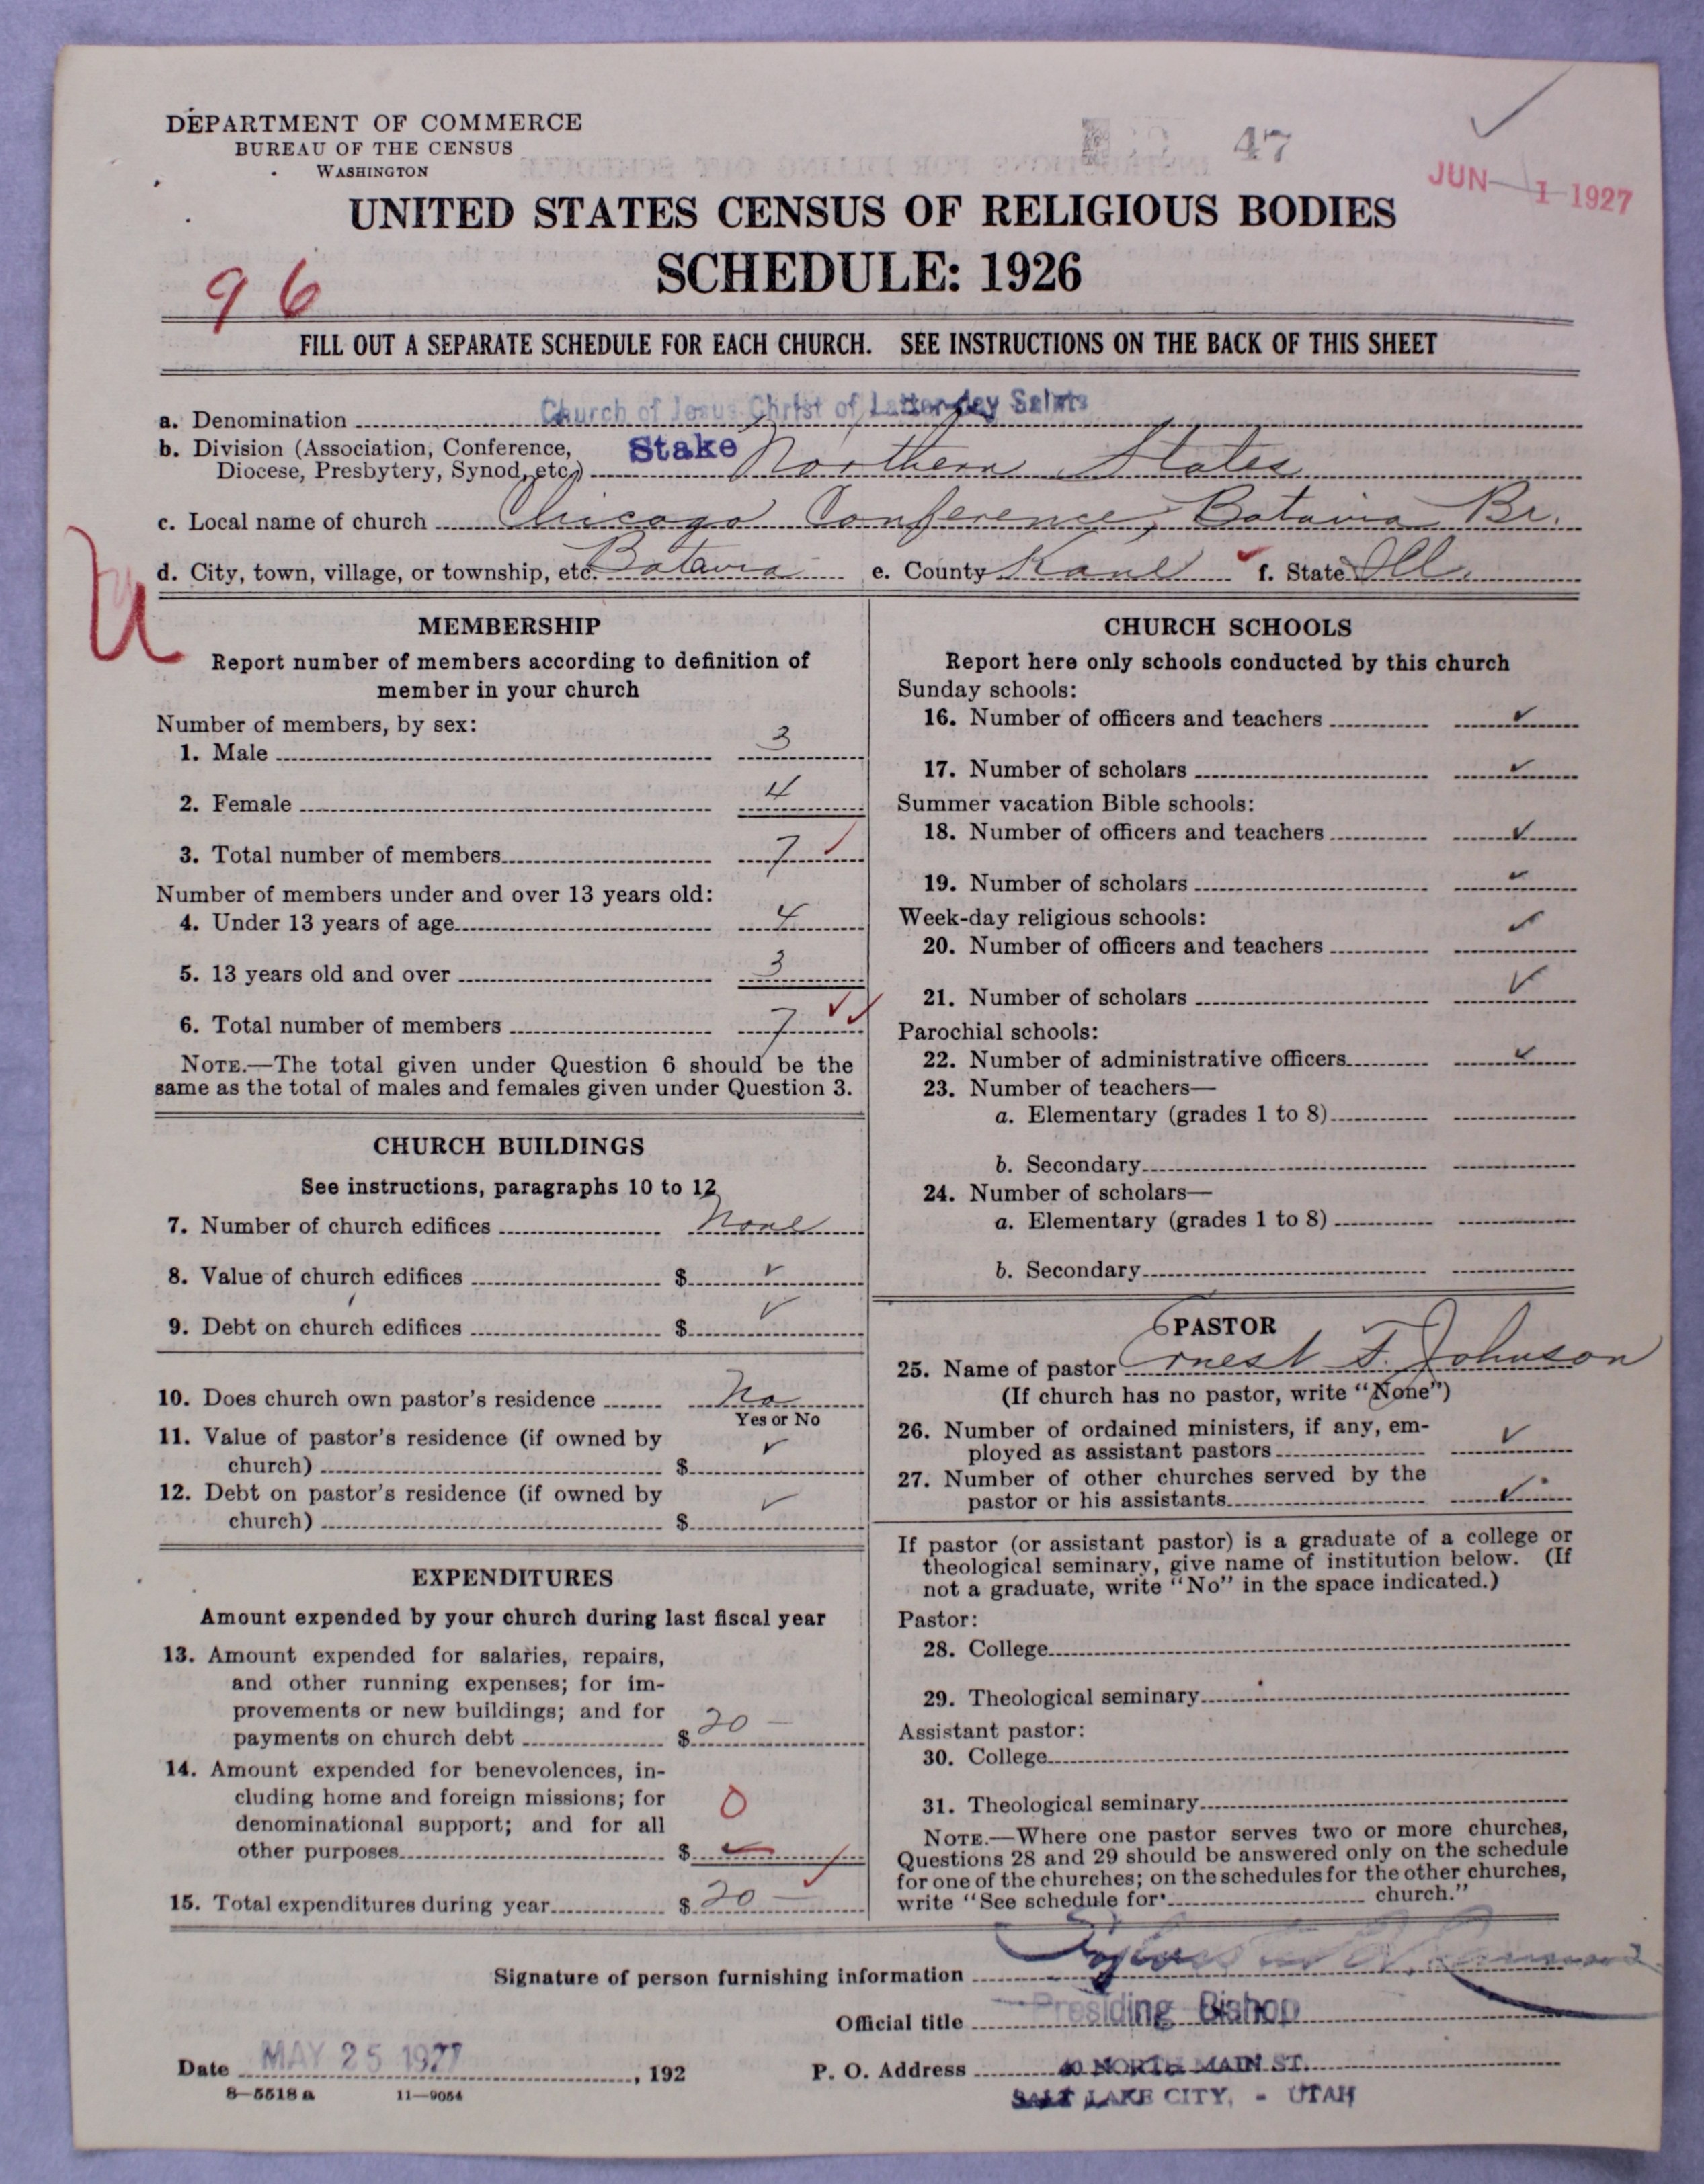 DEPARTMENT OF COMMERCE
BUREAU OF THE CENSUS
WASHINGTON
47
JUN 1 1927
UNITED STATES CENSUS OF RELIGIOUS BODIES
SCHEDULE: 1926
96
FILL OUT A SEPARATE SCHEDULE FOR EACH CHURCH. SEE INSTRUCTIONS ON THE BACK OF THIS SHEET
a. Denomination Church of Jesus Christ of Latter-day Saints
b. Division (Association, Conference,
Diocese, Presbytery, Synod, etc.) Stake Northern States
c. Local name of church Chicago Conference, Batavia Br.
d. City, town, village, or township, etc. Batavia e. County Kane f. State Ill.
U
MEMBERSHIP
Report number of members according to definition of
member in your church
Number of members, by sex:
1. Male 3
2. Female 4
3. Total number of members 7
Number of members under and over 13 years old:
4. Under 13 years of age 4
5. 13 years old and over 3
6. Total number of members 7
NOTE.—The total given under Question 6 should be the
same as the total of males and females given under Question 3.
CHURCH BUILDINGS
See instructions, paragraphs 10 to 12
7. Number of church edifices None
8. Value of church edifices $ ✓
9. Debt on church edifices $ ✓
10. Does church own pastor's residence No
Yes or No
11. Value of pastor's residence (if owned by
church) $ ✓
12. Debt on pastor's residence (if owned by
church) $ ✓
EXPENDITURES
Amount expended by your church during last fiscal year
13. Amount expended for salaries, repairs,
and other running expenses; for im-
provements or new buildings; and for
payments on church debt $ 20 —
14. Amount expended for benevolences, in-
cluding home and foreign missions; for
denominational support; and for all
other purposes $ 0
15. Total expenditures during year $ 20 —
CHURCH SCHOOLS
Report here only schools conducted by this church
Sunday schools:
16. Number of officers and teachers ✓
17. Number of scholars ✓
Summer vacation Bible schools:
18. Number of officers and teachers ✓
19. Number of scholars ✓
Week-day religious schools:
20. Number of officers and teachers ✓
21. Number of scholars ✓
Parochial schools:
22. Number of administrative officers ✓
23. Number of teachers—
a. Elementary (grades 1 to 8)
b. Secondary
24. Number of scholars—
a. Elementary (grades 1 to 8)
b. Secondary
PASTOR
25. Name of pastor Ernest F. Johnson
(If church has no pastor, write "None")
26. Number of ordained ministers, if any, em-
ployed as assistant pastors ✓
27. Number of other churches served by the
pastor or his assistants ✓
If pastor (or assistant pastor) is a graduate of a college or
theological seminary, give name of institution below. (If
not a graduate, write "No" in the space indicated.)
Pastor:
28. College
29. Theological seminary
Assistant pastor:
30. College
31. Theological seminary
NOTE.—Where one pastor serves two or more churches,
Questions 28 and 29 should be answered only on the schedule
for one of the churches; on the schedules for the other churches,
write "See schedule for church."
Signature of person furnishing information
Official title Presiding Bishop
Date MAY 25 1927, 192
P. O. Address 40 NORTH MAIN ST.
SALT LAKE CITY, - UTAH
8—5518 a 11—9054